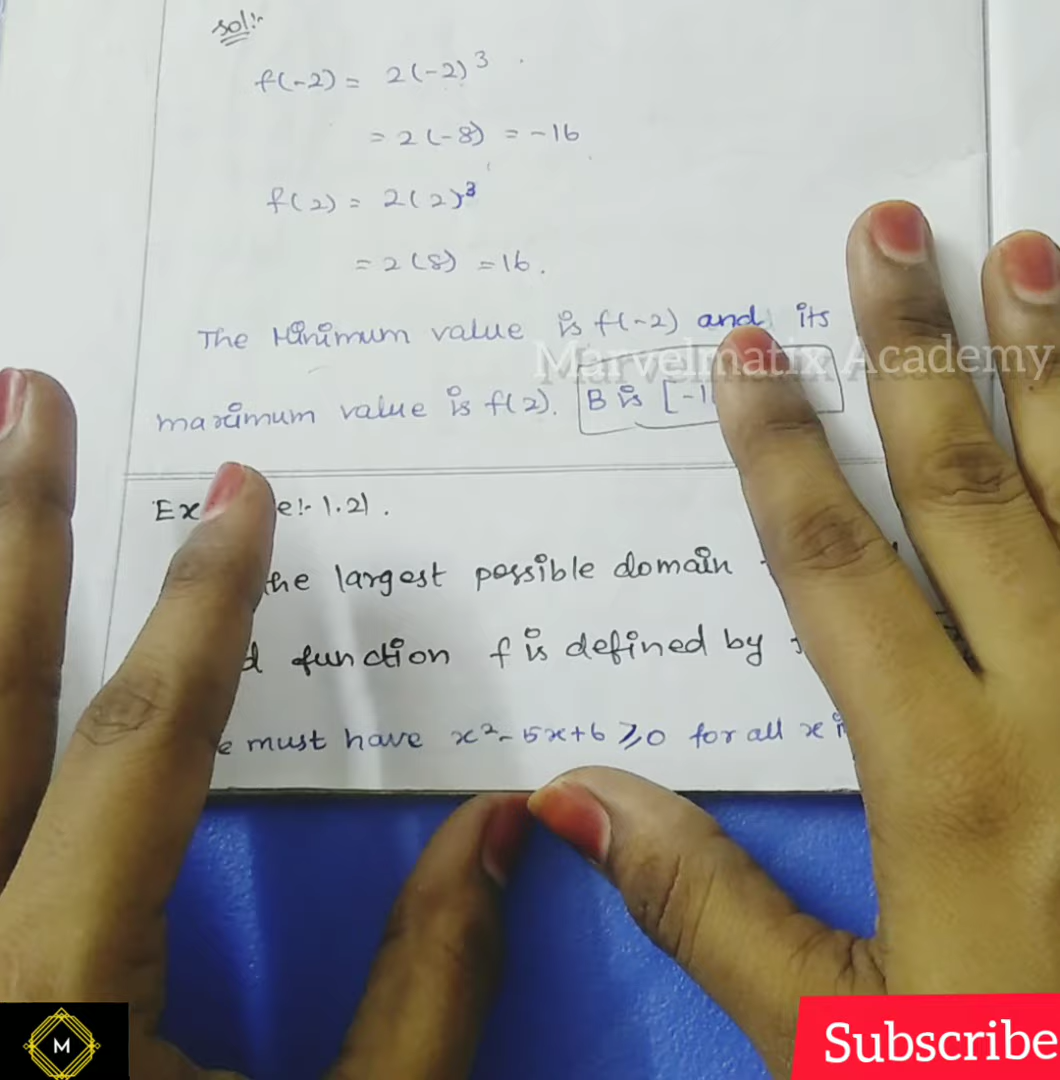 sol:-
f(-2) = 2(-2)³
= 2(-8) = -16
f(2) = 2(2)³
= 2(8) = 16.
The Minimum value is f(-2) and its
Marvelmatix Academy
maximum value is f(2). B is [-1
Ex e:- 1.21.
the largest possible domain
function f is defined by
must have x²-5x+6 ⩾0 for all x
M
Subscribe